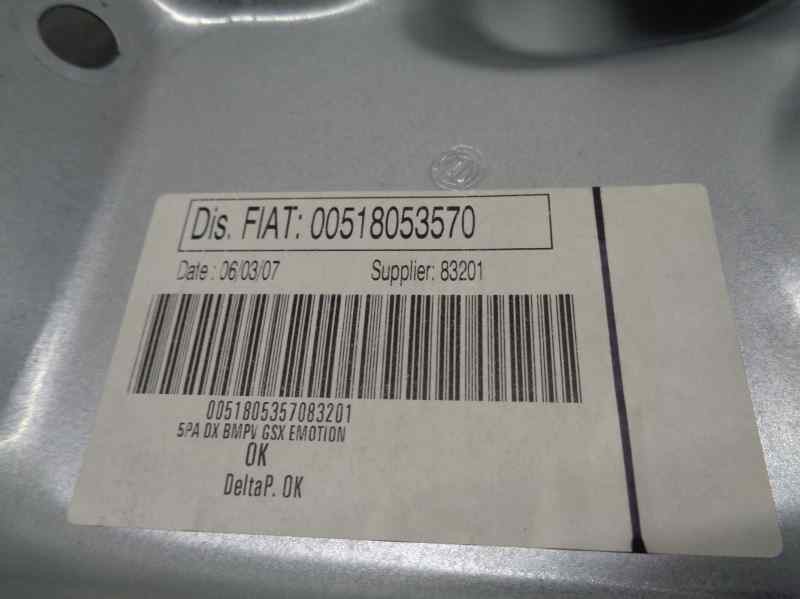 Dis. FIAT: 00518053570
Date : 06/03/07 Supplier: 83201
0051805357083201
5PA DX BMPV GSX EMOTION
OK
DeltaP. OK